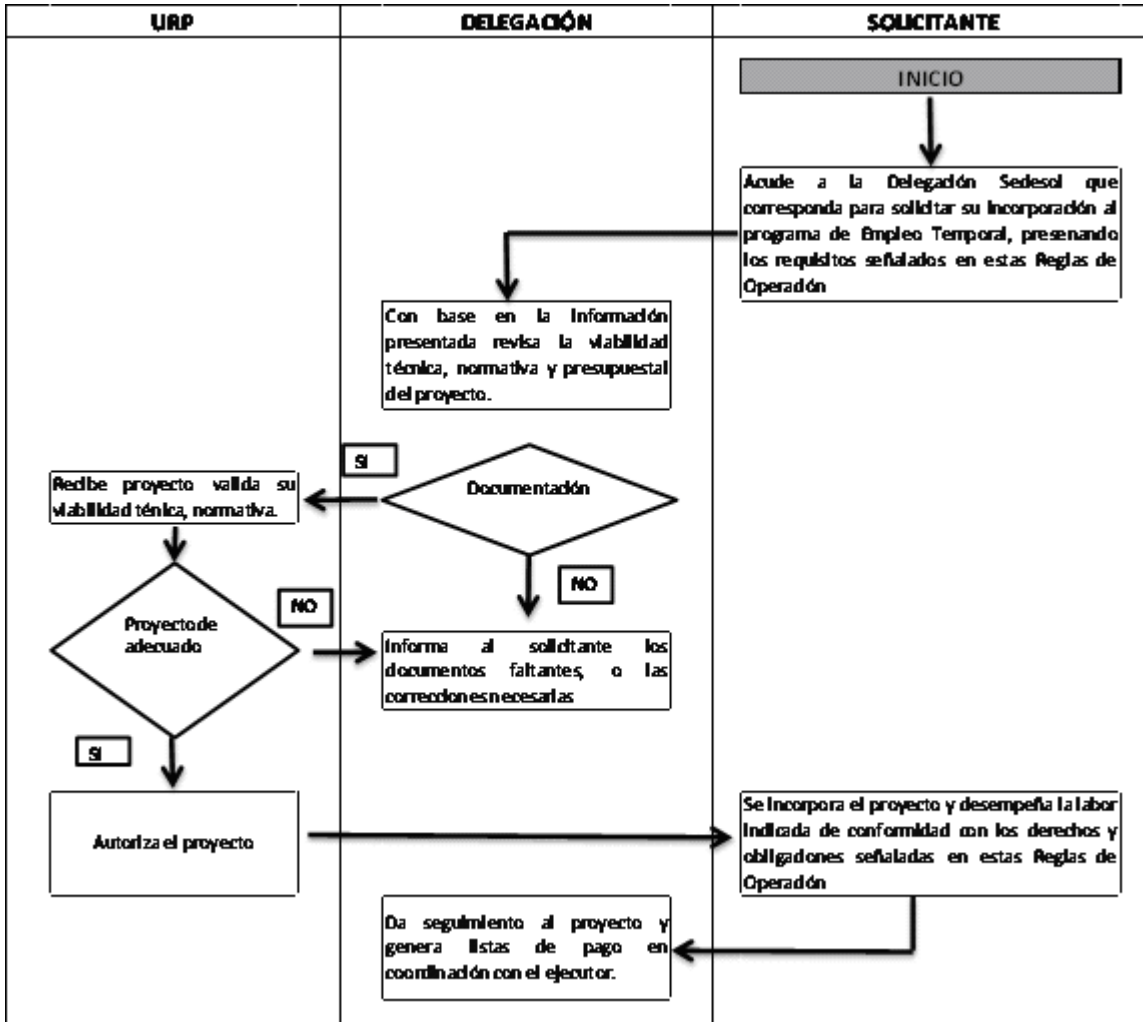 URP
DELEGACIÓN
SOLICITANTE
INICIO
Acude a la Delegación Sedesol que
corresponda para solicitar su incorporación al
programa de Empleo Temporal, presenando
los requisitos señalados en estas Reglas de
Operadón
Con base en la información
presentada revisa la viabilidad
técnica, normativa y presupuestal
del proyecto.
SI
Documentación
Recibe proyecto valida su
viabilidad ténica, normativa.
NO
NO
Proyecto de
adecuado
Informa al solicitante los
documentos faltantes, o las
correcciones necesarias
SI
Autoriza el proyecto
Se incorpora el proyecto y desempeña la labor
indicada de conformidad con los derechos y
obligadones señaladas en estas Reglas de
Operadón
Da seguimiento al proyecto y
genera listas de pago en
coordinación con el ejecutor.